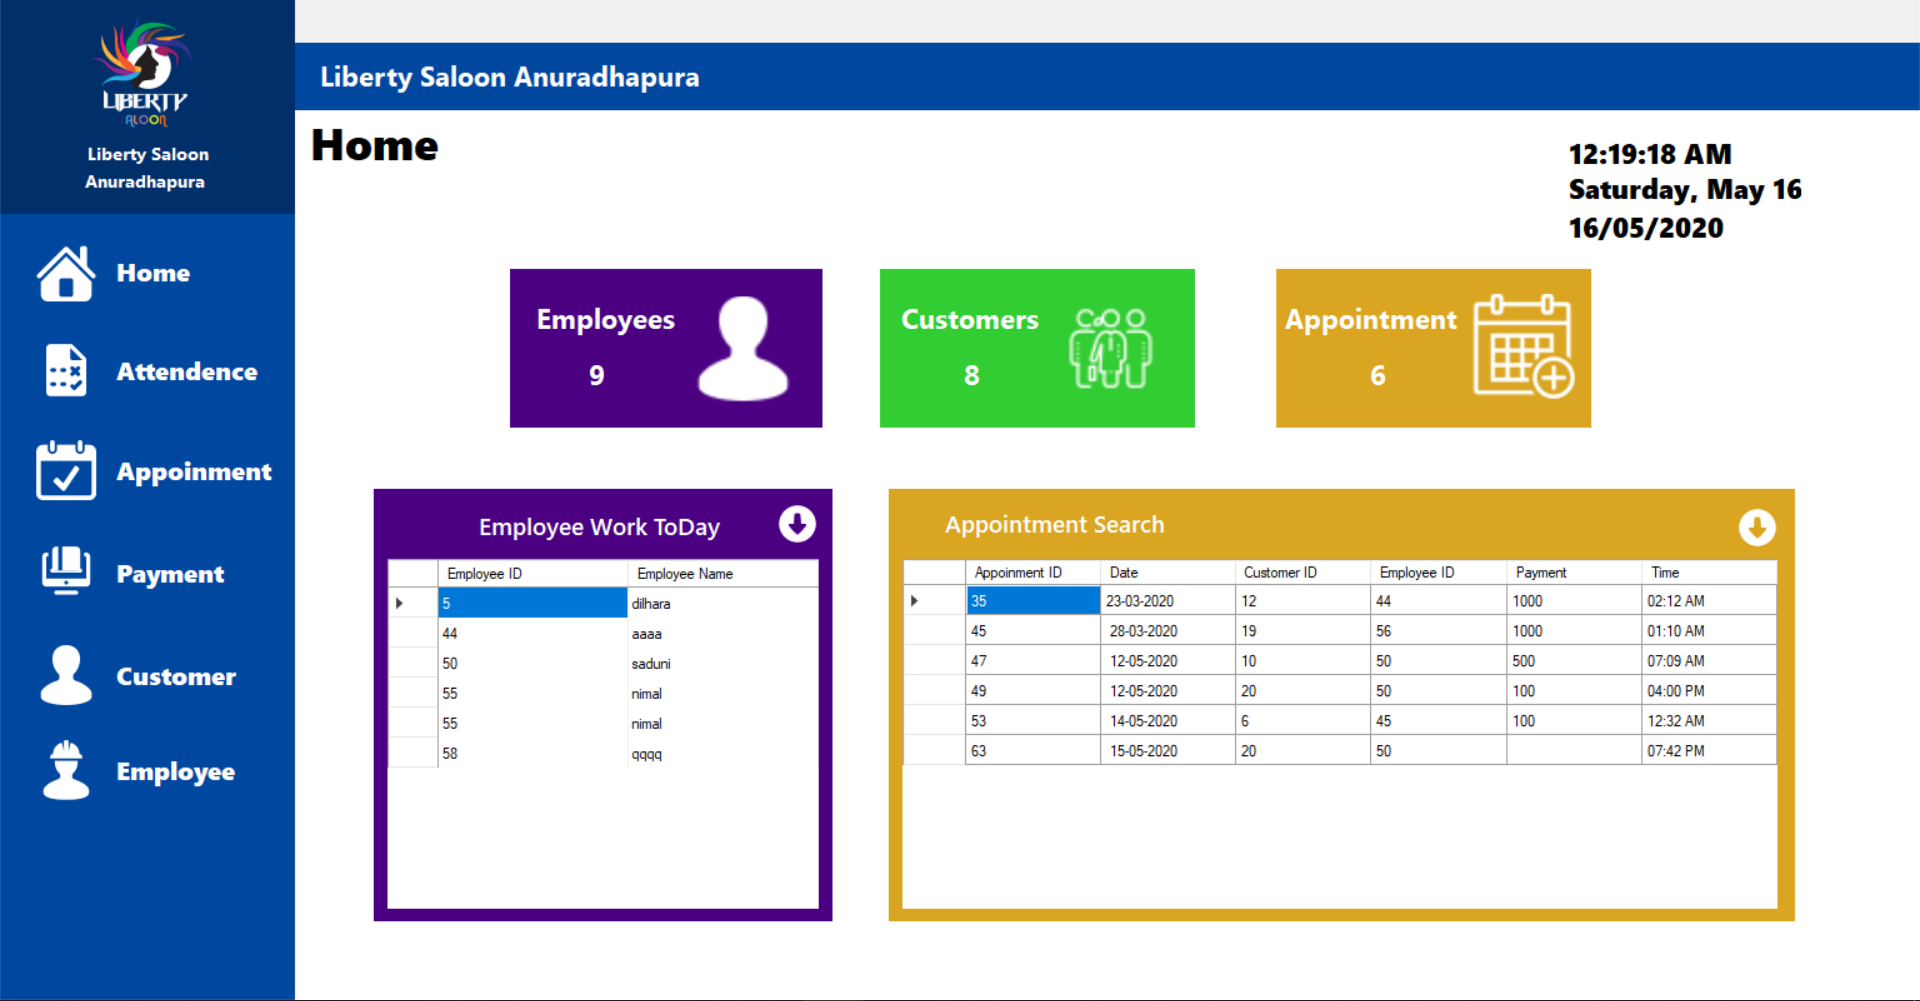 LIBERTY
ALOON
Liberty Saloon
Anuradhapura
Home
Attendence
Appoinment
Payment
Customer
Employee
Liberty Saloon Anuradhapura
Home
12:19:18 AM
Saturday, May 16
16/05/2020
Employees
9
Customers
8
Appointment
6
Employee Work ToDay
Employee ID Employee Name
5 dilhara
44 aaaa
50 saduni
55 nimal
55 nimal
58 qqqq
Appointment Search
Appoinment ID Date Customer ID Employee ID Payment Time
35 23-03-2020 12 44 1000 02:12 AM
45 28-03-2020 19 56 1000 01:10 AM
47 12-05-2020 10 50 500 07:09 AM
49 12-05-2020 20 50 100 04:00 PM
53 14-05-2020 6 45 100 12:32 AM
63 15-05-2020 20 50 07:42 PM